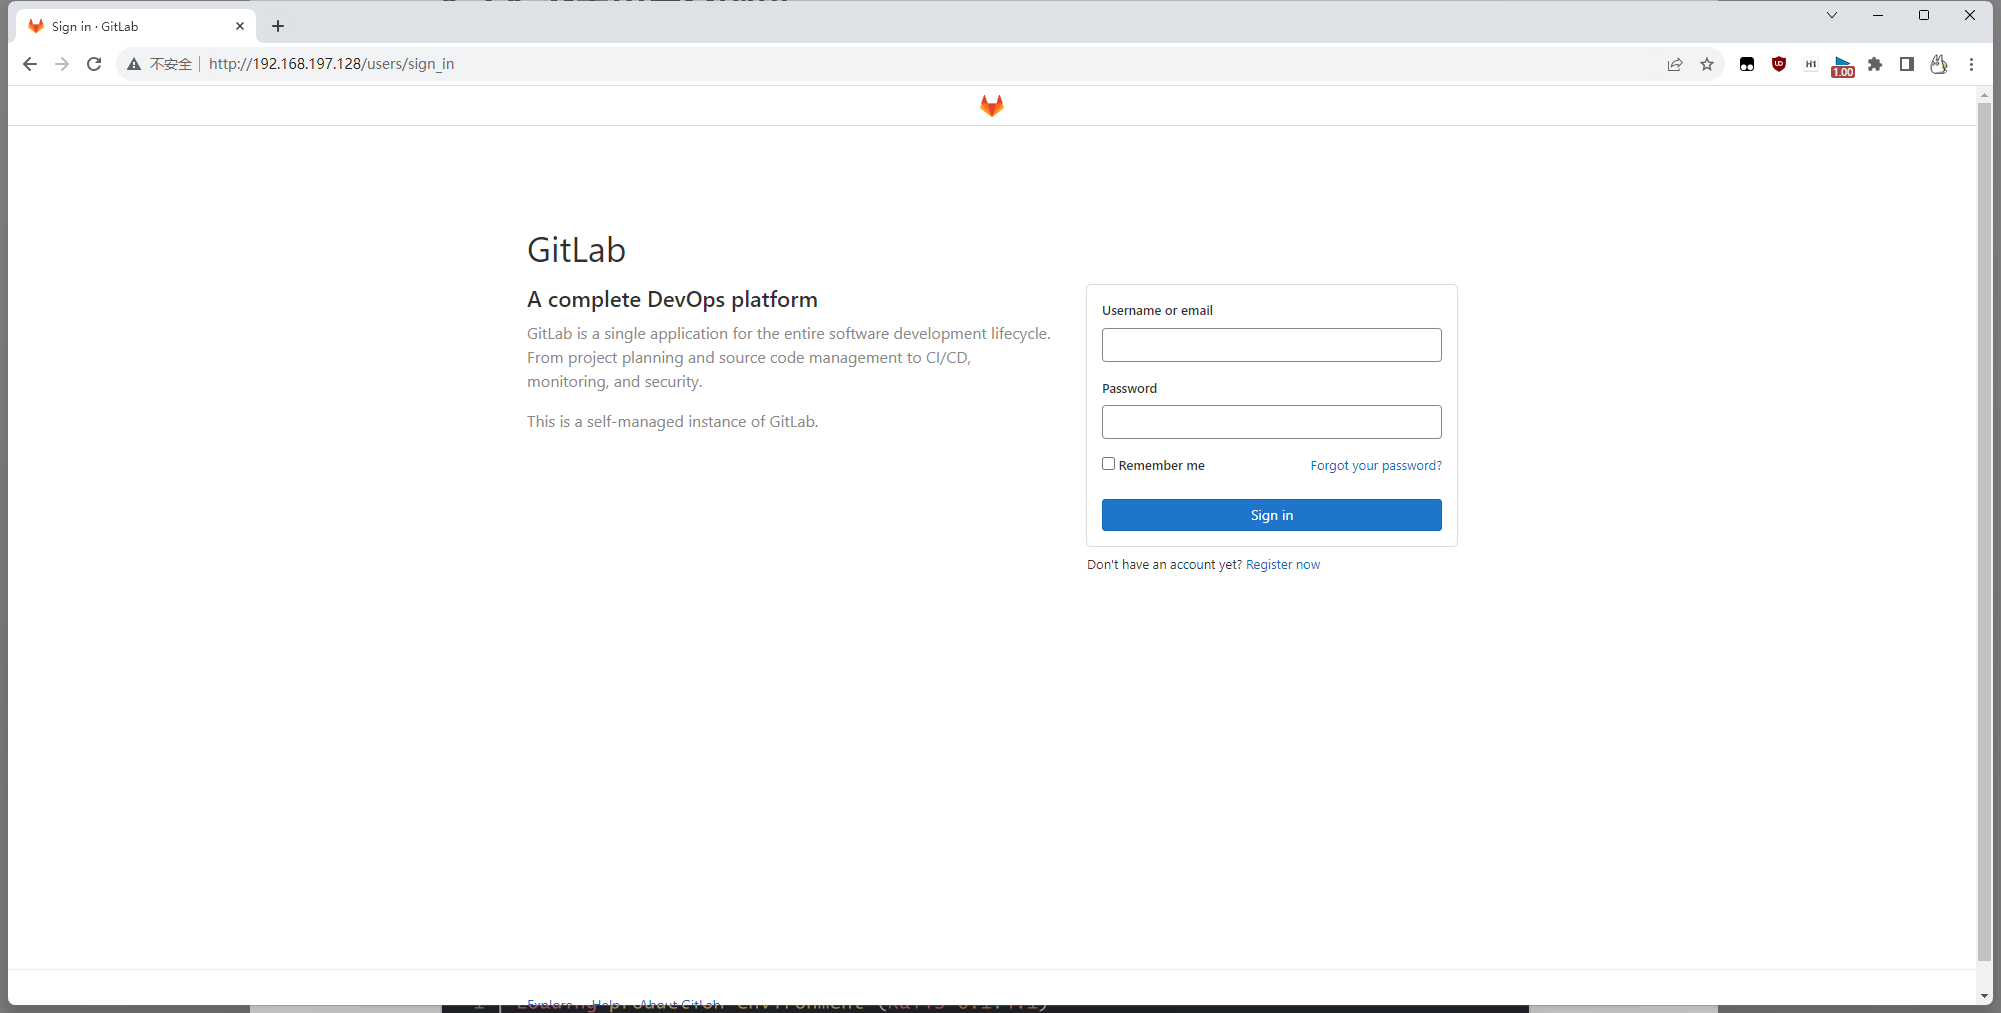 Sign in · GitLab
不安全 | http://192.168.197.128/users/sign_in
H1
1.00
GitLab
A complete DevOps platform
GitLab is a single application for the entire software development lifecycle.
From project planning and source code management to CI/CD,
monitoring, and security.
This is a self-managed instance of GitLab.
Username or email
Password
Remember me
Forgot your password?
Sign in
Don't have an account yet? Register now
Explore Help About GitLab